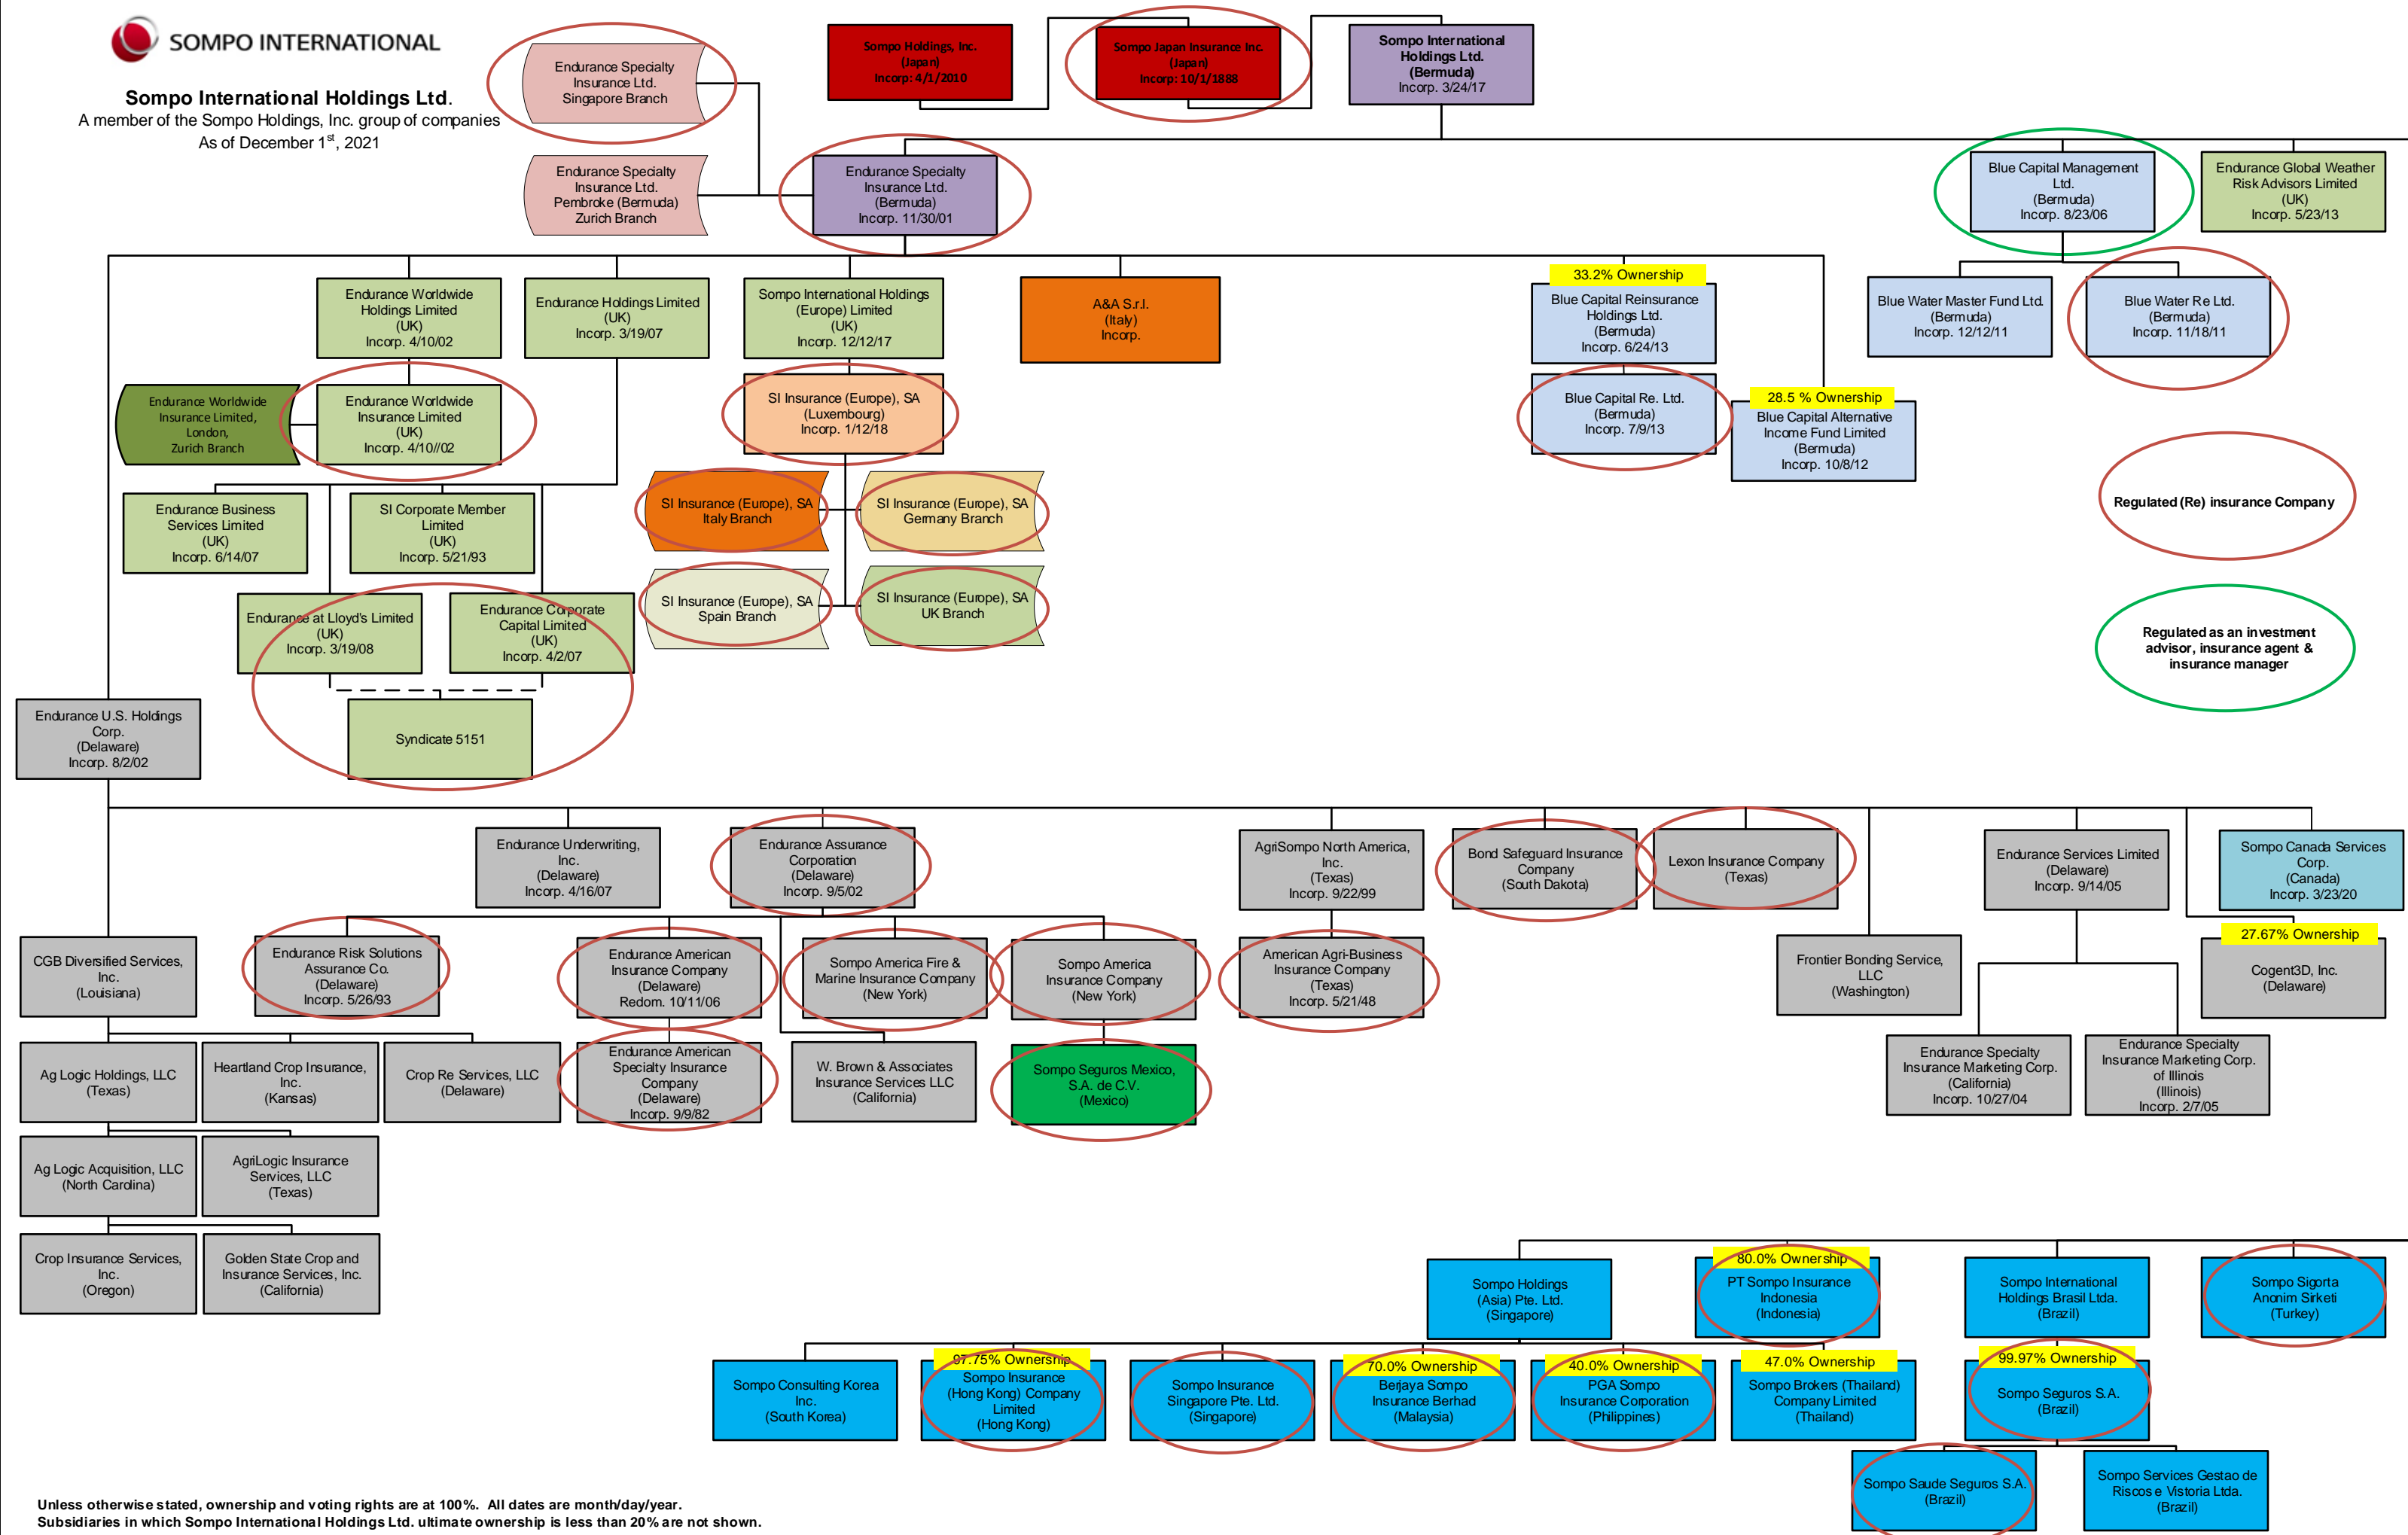 SOMPO INTERNATIONAL
Sompo International Holdings Ltd.
A member of the Sompo Holdings, Inc. group of companies
As of December 1st, 2021
Endurance Specialty
Insurance Ltd.
Singapore Branch
Sompo Holdings, Inc.
(Japan)
Incorp: 4/1/2010
Sompo Japan Insurance Inc.
(Japan)
Incorp: 10/1/1888
Sompo International
Holdings Ltd.
(Bermuda)
Incorp. 3/24/17
Endurance Specialty
Insurance Ltd.
Pembroke (Bermuda)
Zurich Branch
Endurance Specialty
Insurance Ltd.
(Bermuda)
Incorp. 11/30/01
Blue Capital Management
Ltd.
(Bermuda)
Incorp. 8/23/06
Endurance Global Weather
Risk Advisors Limited
(UK)
Incorp. 5/23/13
Endurance Worldwide
Holdings Limited
(UK)
Incorp. 4/10/02
Endurance Holdings Limited
(UK)
Incorp. 3/19/07
Sompo International Holdings
(Europe) Limited
(UK)
Incorp. 12/12/17
A&A S.r.l.
(Italy)
Incorp.
33.2% Ownership
Blue Capital Reinsurance
Holdings Ltd.
(Bermuda)
Incorp. 6/24/13
Blue Water Master Fund Ltd.
(Bermuda)
Incorp. 12/12/11
Blue Water Re Ltd.
(Bermuda)
Incorp. 11/18/11
Endurance Worldwide
Insurance Limited,
London,
Zurich Branch
Endurance Worldwide
Insurance Limited
(UK)
Incorp. 4/10//02
SI Insurance (Europe), SA
(Luxembourg)
Incorp. 1/12/18
Blue Capital Re. Ltd.
(Bermuda)
Incorp. 7/9/13
28.5 % Ownership
Blue Capital Alternative
Income Fund Limited
(Bermuda)
Incorp. 10/8/12
Regulated (Re) insurance Company
Endurance Business
Services Limited
(UK)
Incorp. 6/14/07
SI Corporate Member
Limited
(UK)
Incorp. 5/21/93
SI Insurance (Europe), SA
Italy Branch
SI Insurance (Europe), SA
Germany Branch
Endurance at Lloyd's Limited
(UK)
Incorp. 3/19/08
Endurance Corporate
Capital Limited
(UK)
Incorp. 4/2/07
SI Insurance (Europe), SA
Spain Branch
SI Insurance (Europe), SA
UK Branch
Regulated as an investment
advisor, insurance agent &
insurance manager
Endurance U.S. Holdings
Corp.
(Delaware)
Incorp. 8/2/02
Syndicate 5151
Endurance Underwriting,
Inc.
(Delaware)
Incorp. 4/16/07
Endurance Assurance
Corporation
(Delaware)
Incorp. 9/5/02
AgriSompo North America,
Inc.
(Texas)
Incorp. 9/22/99
Bond Safeguard Insurance
Company
(South Dakota)
Lexon Insurance Company
(Texas)
Endurance Services Limited
(Delaware)
Incorp. 9/14/05
Sompo Canada Services
Corp.
(Canada)
Incorp. 3/23/20
CGB Diversified Services,
Inc.
(Louisiana)
Endurance Risk Solutions
Assurance Co.
(Delaware)
Incorp. 5/26/93
Endurance American
Insurance Company
(Delaware)
Redom. 10/11/06
Sompo America Fire &
Marine Insurance Company
(New York)
Sompo America
Insurance Company
(New York)
American Agri-Business
Insurance Company
(Texas)
Incorp. 5/21/48
Frontier Bonding Service,
LLC
(Washington)
27.67% Ownership
Cogent3D, Inc.
(Delaware)
Ag Logic Holdings, LLC
(Texas)
Heartland Crop Insurance,
Inc.
(Kansas)
Crop Re Services, LLC
(Delaware)
Endurance American
Specialty Insurance
Company
(Delaware)
Incorp. 9/9/82
W. Brown & Associates
Insurance Services LLC
(California)
Sompo Seguros Mexico,
S.A. de C.V.
(Mexico)
Endurance Specialty
Insurance Marketing Corp.
(California)
Incorp. 10/27/04
Endurance Specialty
Insurance Marketing Corp.
of Illinois
(Illinois)
Incorp. 2/7/05
Ag Logic Acquisition, LLC
(North Carolina)
AgriLogic Insurance
Services, LLC
(Texas)
Crop Insurance Services,
Inc.
(Oregon)
Golden State Crop and
Insurance Services, Inc.
(California)
Sompo Holdings
(Asia) Pte. Ltd.
(Singapore)
80.0% Ownership
PT Sompo Insurance
Indonesia
(Indonesia)
Sompo International
Holdings Brasil Ltda.
(Brazil)
Sompo Sigorta
Anonim Sirketi
(Turkey)
Sompo Consulting Korea
Inc.
(South Korea)
97.75% Ownership
Sompo Insurance
(Hong Kong) Company
Limited
(Hong Kong)
Sompo Insurance
Singapore Pte. Ltd.
(Singapore)
70.0% Ownership
Berjaya Sompo
Insurance Berhad
(Malaysia)
40.0% Ownership
PGA Sompo
Insurance Corporation
(Philippines)
47.0% Ownership
Sompo Brokers (Thailand)
Company Limited
(Thailand)
99.97% Ownership
Sompo Seguros S.A.
(Brazil)
Sompo Saude Seguros S.A.
(Brazil)
Sompo Services Gestao de
Riscos e Vistoria Ltda.
(Brazil)
Unless otherwise stated, ownership and voting rights are at 100%. All dates are month/day/year.
Subsidiaries in which Sompo International Holdings Ltd. ultimate ownership is less than 20% are not shown.